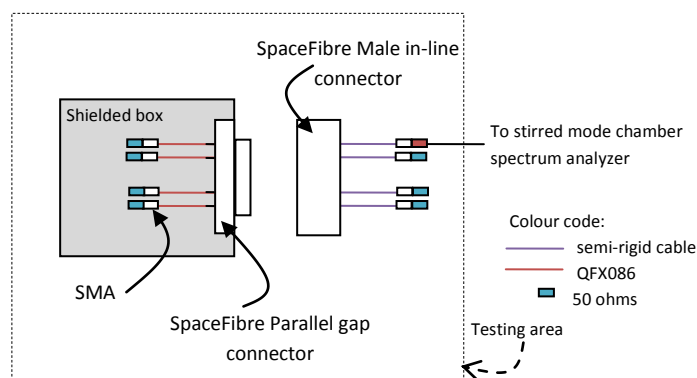 SpaceFibre Male in-line
connector
Shielded box
To stirred mode chamber
spectrum analyzer
Colour code:
semi-rigid cable
QFX086
50 ohms
SMA
SpaceFibre Parallel gap
connector
Testing area